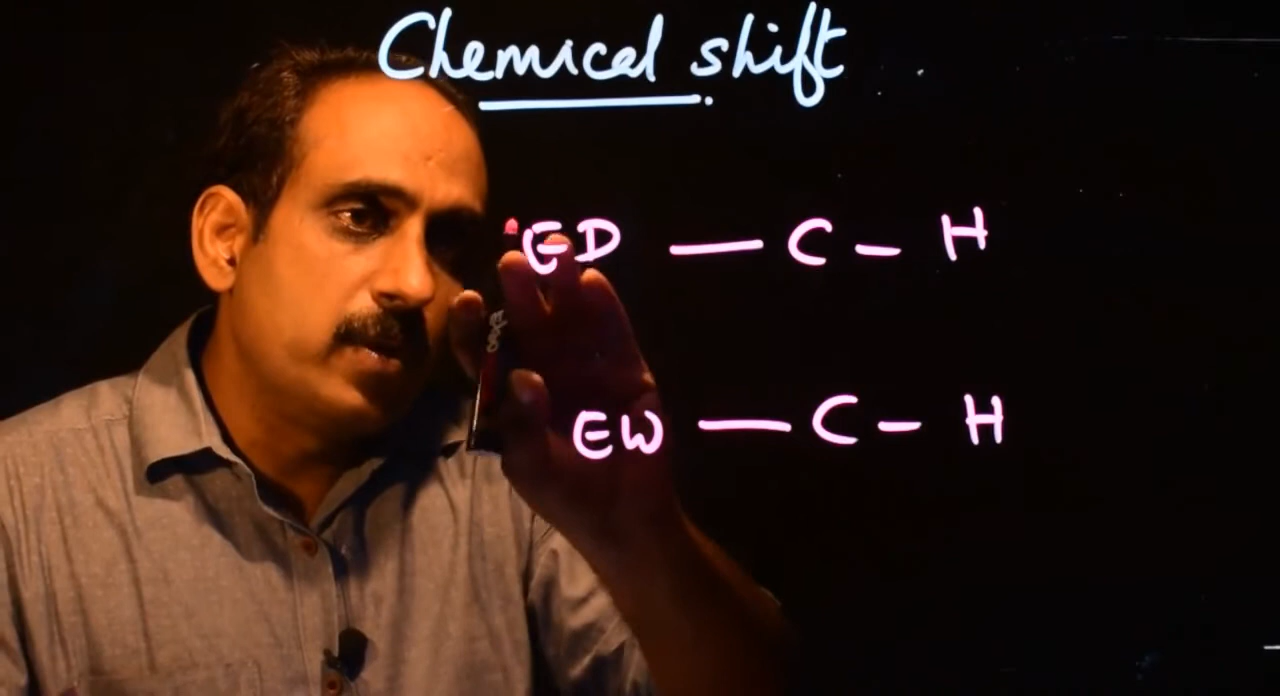 Chemical shift
ED — C — H
EW — C — H